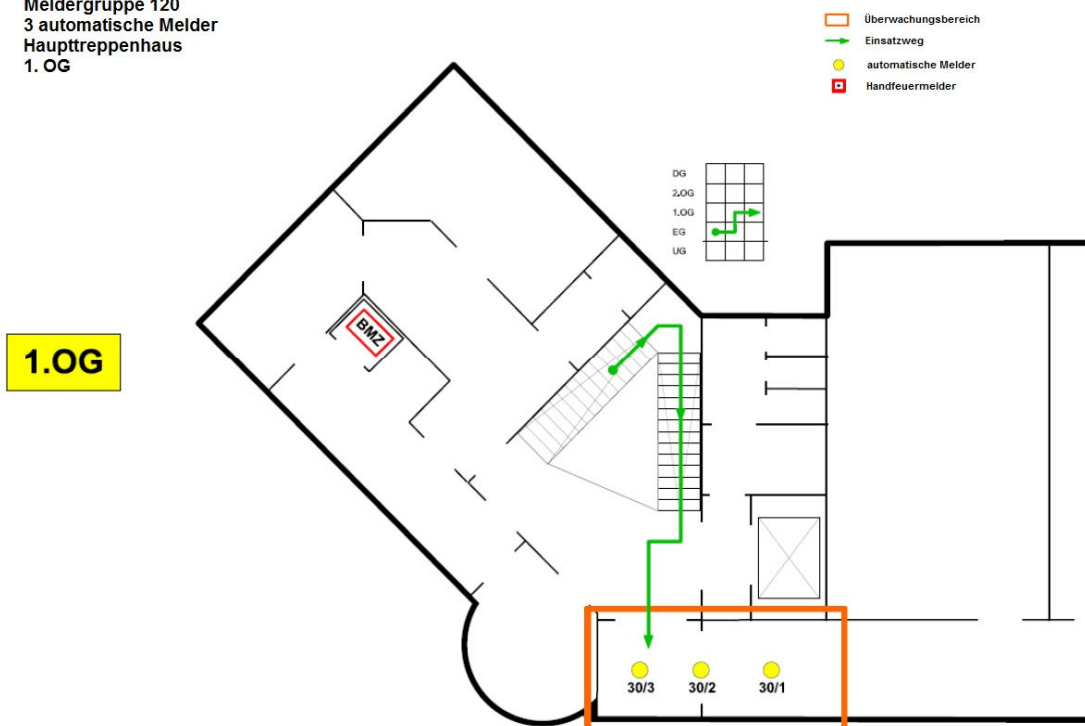 Meldergruppe 120
3 automatische Melder
Haupttreppenhaus
1. OG
Überwachungsbereich
Einsatzweg
automatische Melder
Handfeuermelder
DG
2.OG
1.OG
EG
UG
BMZ
1.OG
30/3 30/2 30/1